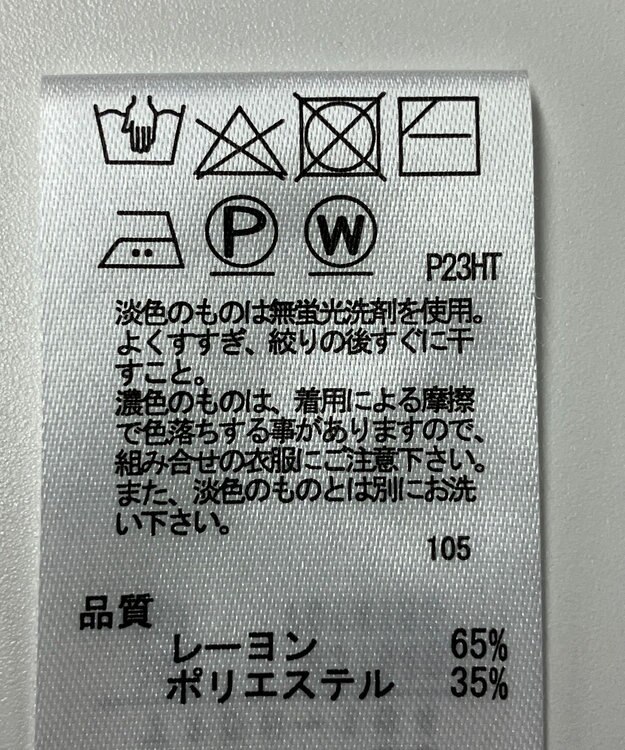 P W P23HT
淡色のものは無蛍光洗剤を使用。
よくすすぎ、絞りの後すぐに干
すこと。
濃色のものは、着用による摩擦
で色落ちする事がありますので、
組み合せの衣服にご注意下さい。
また、淡色のものとは別にお洗
い下さい。
105
品質
レーヨン 65%
ポリエステル 35%